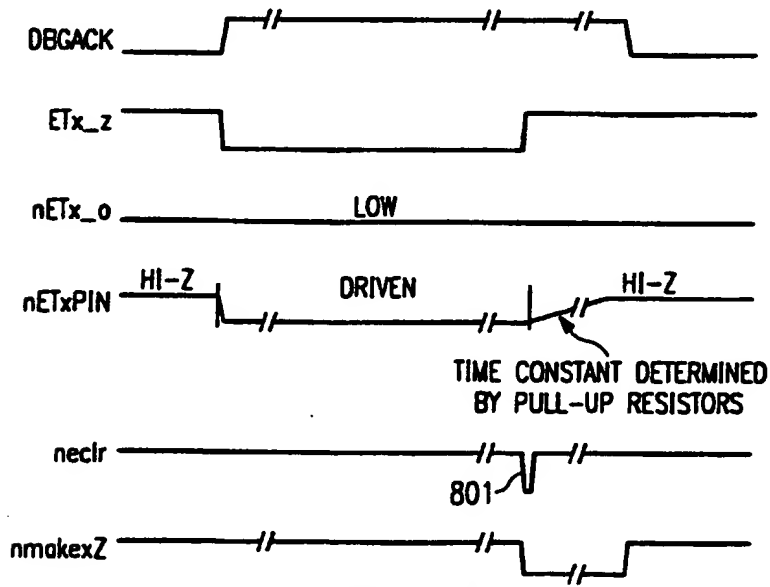 DBGACK
ETx_z
nETx_o
LOW
nETxPIN
HI-Z
DRIVEN
HI-Z
TIME CONSTANT DETERMINED
BY PULL-UP RESISTORS
neclr
801
nmakexZ